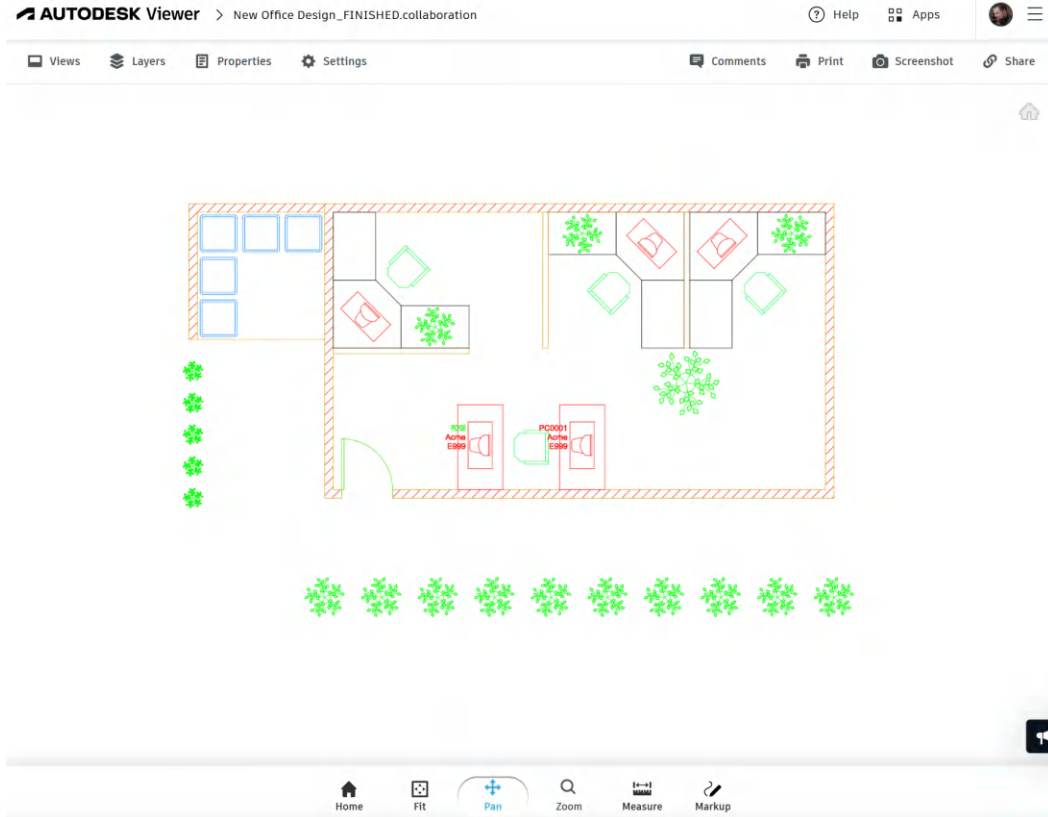 AUTODESK Viewer > New Office Design_FINISHED.collaboration
Help Apps
Views Layers Properties Settings Comments Print Screenshot Share
PC0001
Acme Acme
E999 E999
Home Fit Pan Zoom Measure Markup